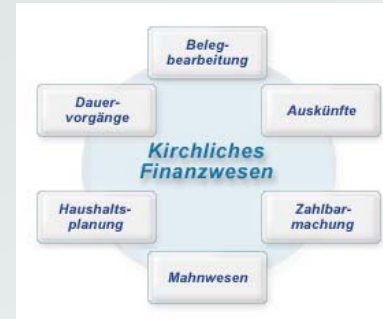 Beleg-
bearbeitung
Dauer-
vorgänge
Auskünfte
Kirchliches
Finanzwesen
Haushalts-
planung
Zahlbar-
machung
Mahnwesen